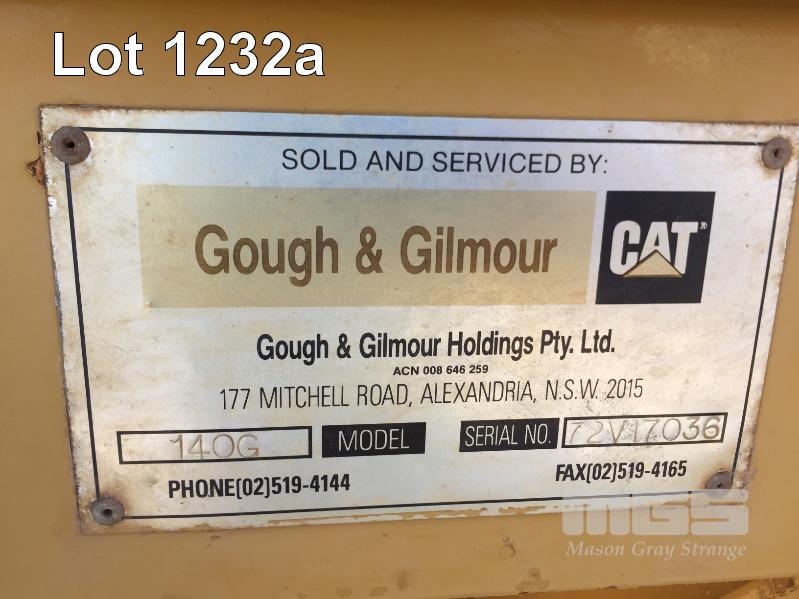 Lot 1232a
SOLD AND SERVICED BY:
Gough & Gilmour
CAT®
Gough & Gilmour Holdings Pty. Ltd.
ACN 008 646 259
177 MITCHELL ROAD, ALEXANDRIA, N.S.W. 2015
140G MODEL SERIAL NO. 72V17036
PHONE(02)519-4144 FAX(02)519-4165
MGS
Mason Gray Strange